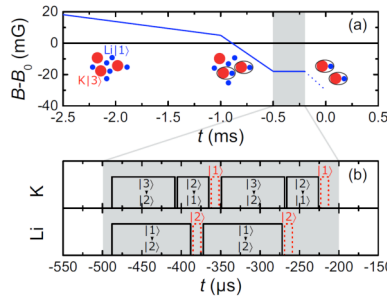 (a)
B-B₀ (mG)
20
0
-20
-40
-60
Li|1⟩
K|3⟩
-2.5 -2.0 -1.5 -1.0 -0.5 0.0
t (ms)
(b)
K
Li
|3⟩ |2⟩ |1⟩ |3⟩ |2⟩ |1⟩
|2⟩ |1⟩ |2⟩ |1⟩
|1⟩ |2⟩ |1⟩ |2⟩
|2⟩ |2⟩
-550 -500 -450 -400 -350 -300 -250 -200 -150
t (µs)